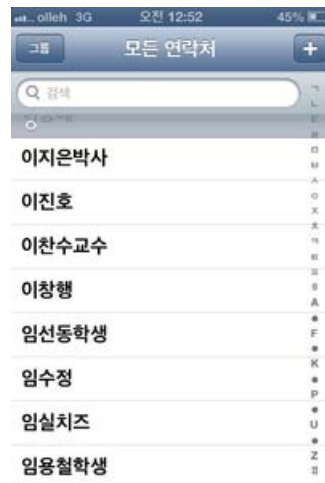 olleh 3G 오전 12:52 45%
그룹 모든 연락처 +
검색
ㅇ
이지은박사
이진호
이찬수교수
이창행
임선동학생
임수정
임실치즈
임용철학생
ㄱ
ㄴ
ㄷ
ㄹ
ㅁ
ㅂ
ㅅ
ㅇ
ㅈ
ㅊ
ㅋ
ㅌ
ㅍ
ㅎ
A
F
K
P
U
Z
#